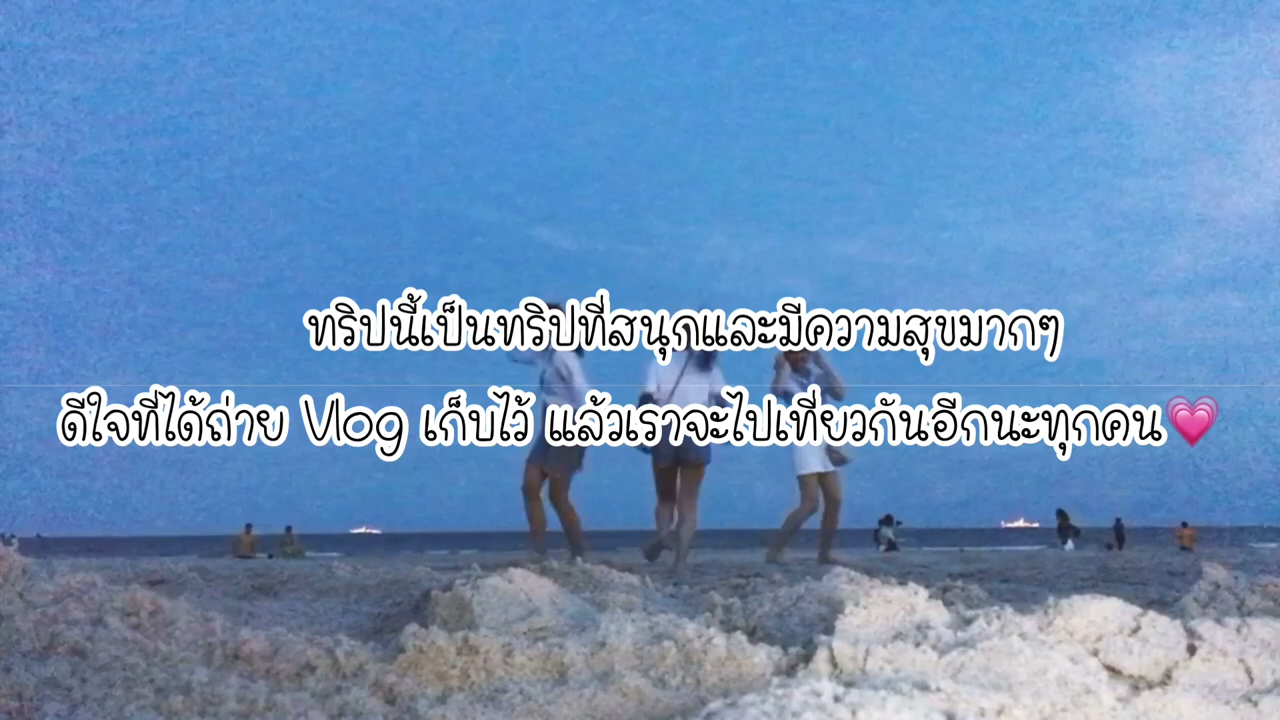 ทริปนี้เป็นทริปที่สนุกและมีความสุขมากๆ
ดีใจที่ได้ถ่าย Vlog เก็บไว้ แล้วเราจะไปเที่ยวกันอีกนะทุกคน💗